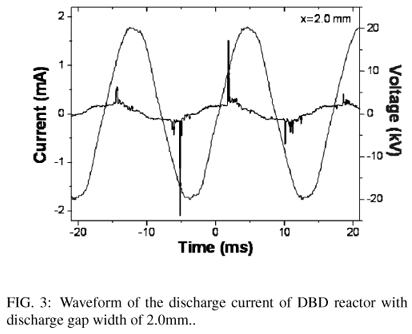 x=2.0 mm
Current (mA)
2
1
0
-1
-2
Voltage (kV)
20
10
0
-10
-20
-20 -10 0 10 20
Time (ms)
FIG. 3: Waveform of the discharge current of DBD reactor with
discharge gap width of 2.0mm..